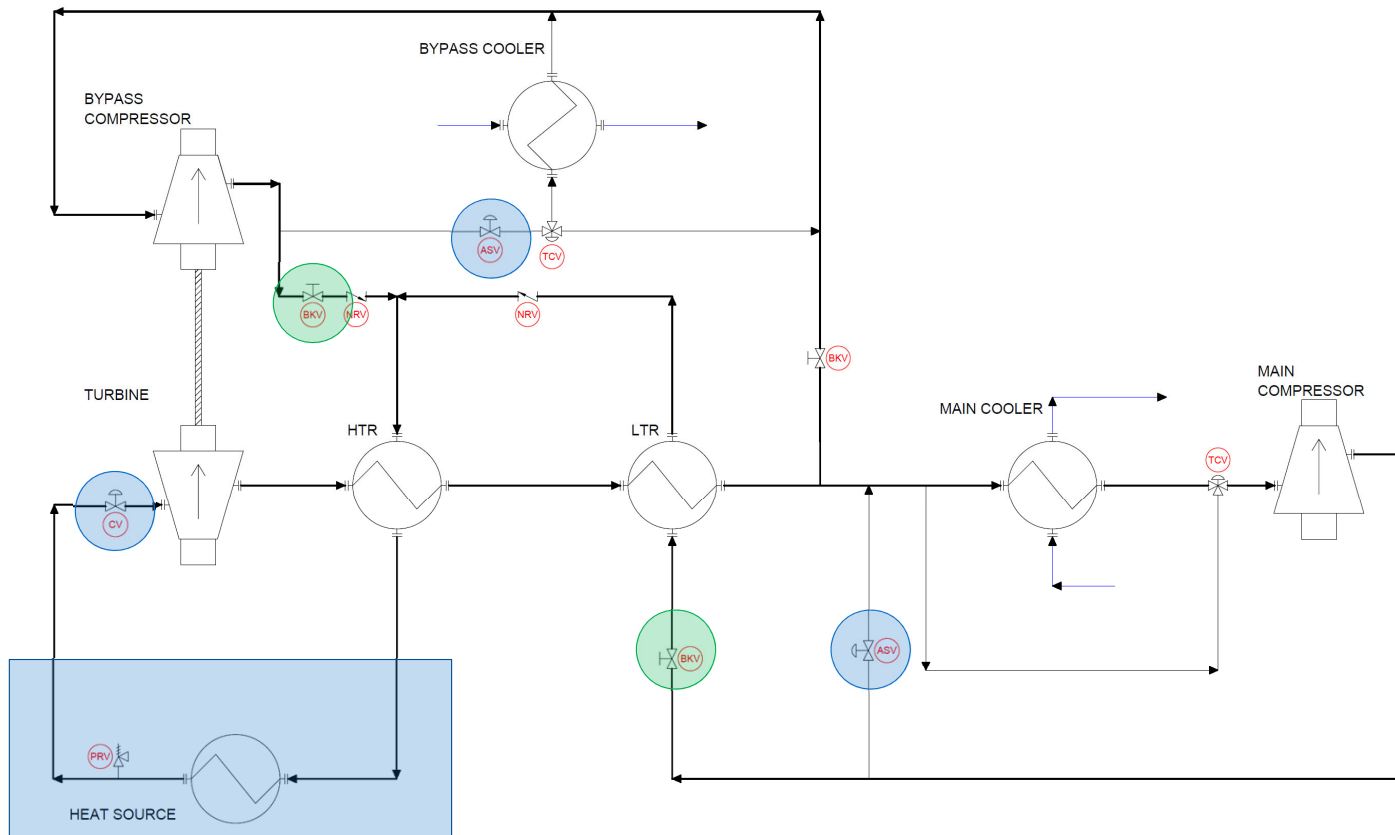 BYPASS COOLER
BYPASS
COMPRESSOR
ASV
TCV
BKV
NRV
NRV
BKV
TURBINE
HTR
LTR
MAIN COOLER
MAIN
COMPRESSOR
TCV
CV
BKV
ASV
PRV
HEAT SOURCE